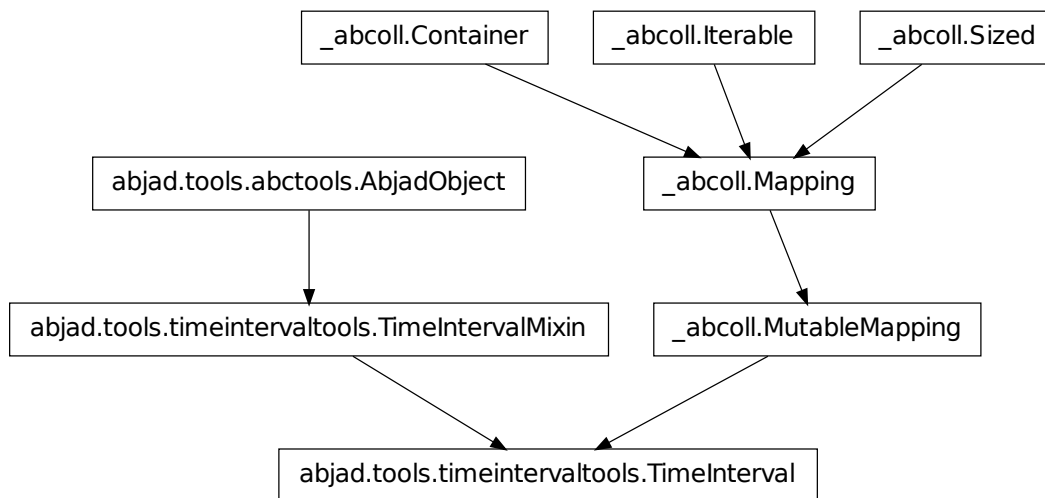 _abcoll.Container
_abcoll.Iterable
_abcoll.Sized
abjad.tools.abctools.AbjadObject
_abcoll.Mapping
abjad.tools.timeintervaltools.TimeIntervalMixin
_abcoll.MutableMapping
abjad.tools.timeintervaltools.TimeInterval